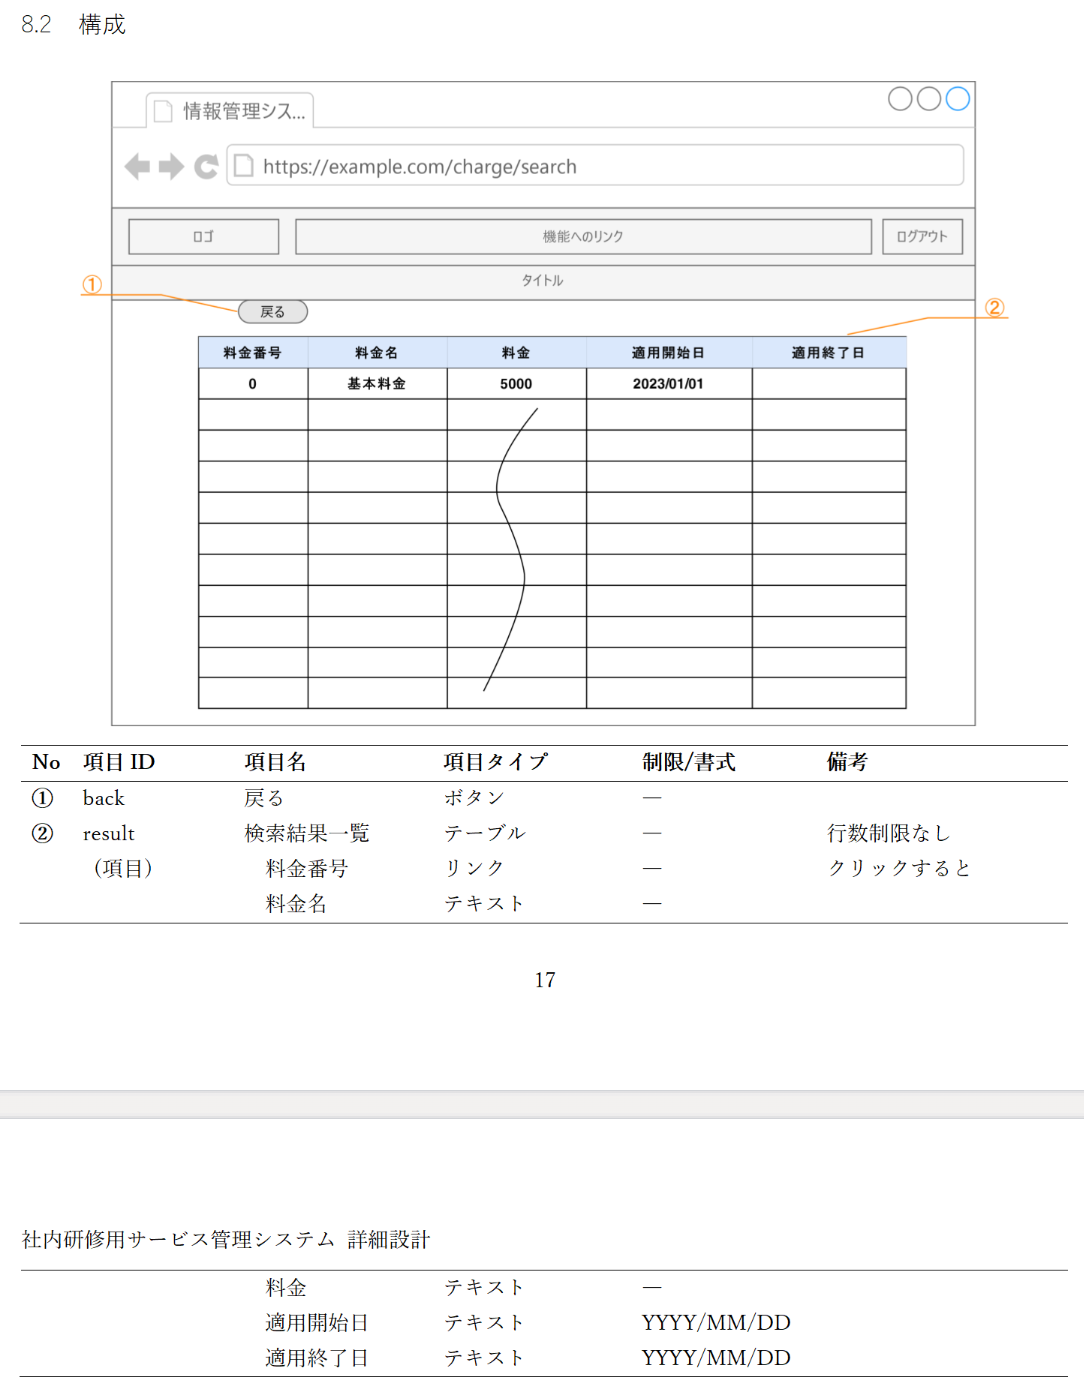 8.2 構成
情報管理シス...
https://example.com/charge/search
ロゴ 機能へのリンク ログアウト
タイトル
①
戻る
②
料金番号 料金名 料金 適用開始日 適用終了日
0 基本料金 5000 2023/01/01
No 項目 ID 項目名 項目タイプ 制限/書式 備考
① back 戻る ボタン —
② result 検索結果一覧 テーブル — 行数制限なし
（項目） 料金番号 リンク — クリックすると
料金名 テキスト —
17
社内研修用サービス管理システム 詳細設計
料金 テキスト —
適用開始日 テキスト YYYY/MM/DD
適用終了日 テキスト YYYY/MM/DD